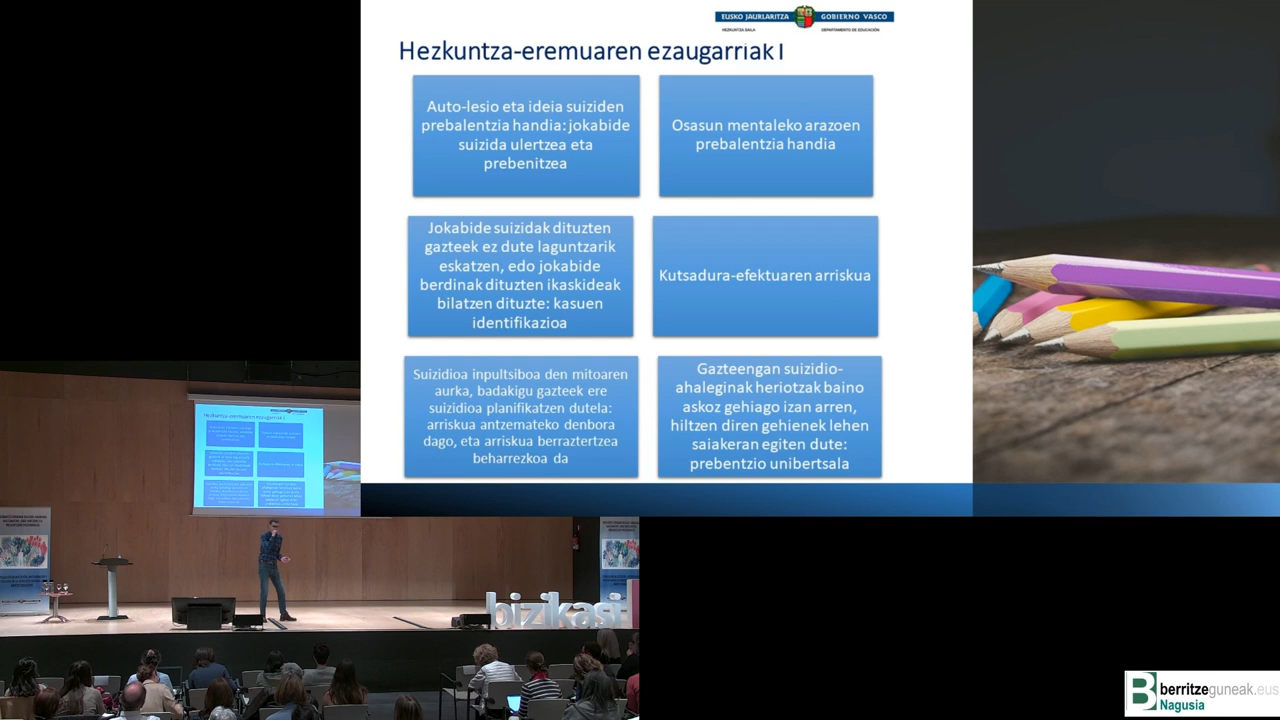 EUSKO JAURLARITZA
GOBIERNO VASCO
HEZKUNTZA SAILA
DEPARTAMENTO DE EDUCACIÓN
Hezkuntza-eremuaren ezaugarriak I
Auto-lesio eta ideia suiziden
prebalentzia handia: jokabide
suizida ulertzea eta
prebenitzea
Osasun mentaleko arazoen
prebalentzia handia
Jokabide suizidak dituzten
gazteek ez dute laguntzarik
eskatzen, edo jokabide
berdinak dituzten ikaskideak
bilatzen dituzte: kasuen
identifikazioa
Kutsadura-efektuaren arriskua
Suizidioa inpultsiboa den mitoaren
aurka, badakigu gazteek ere
suizidioa planifikatzen dutela:
arriskua antzemateko denbora
dago, eta arriskua berraztertzea
beharrezkoa da
Gazteengan suizidio-
ahaleginak heriotzak baino
askoz gehiago izan arren,
hiltzen diren gehienek lehen
saiakeran egiten dute:
prebentzio unibertsala
Hezkuntza-eremuaren ezaugarriak I
bizikasi
B berritzeguneak.eus
Nagusia